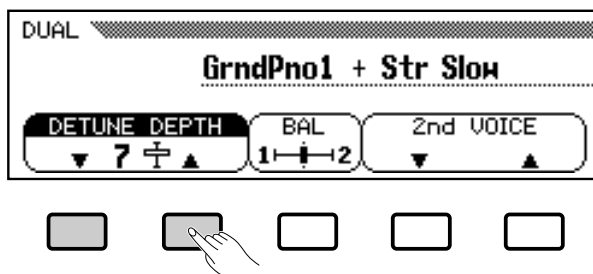 DUAL
GrndPno1 + Str Slow
DETUNE DEPTH BAL 2nd VOICE
▼ 7 ▲ 1 2 ▼ ▲